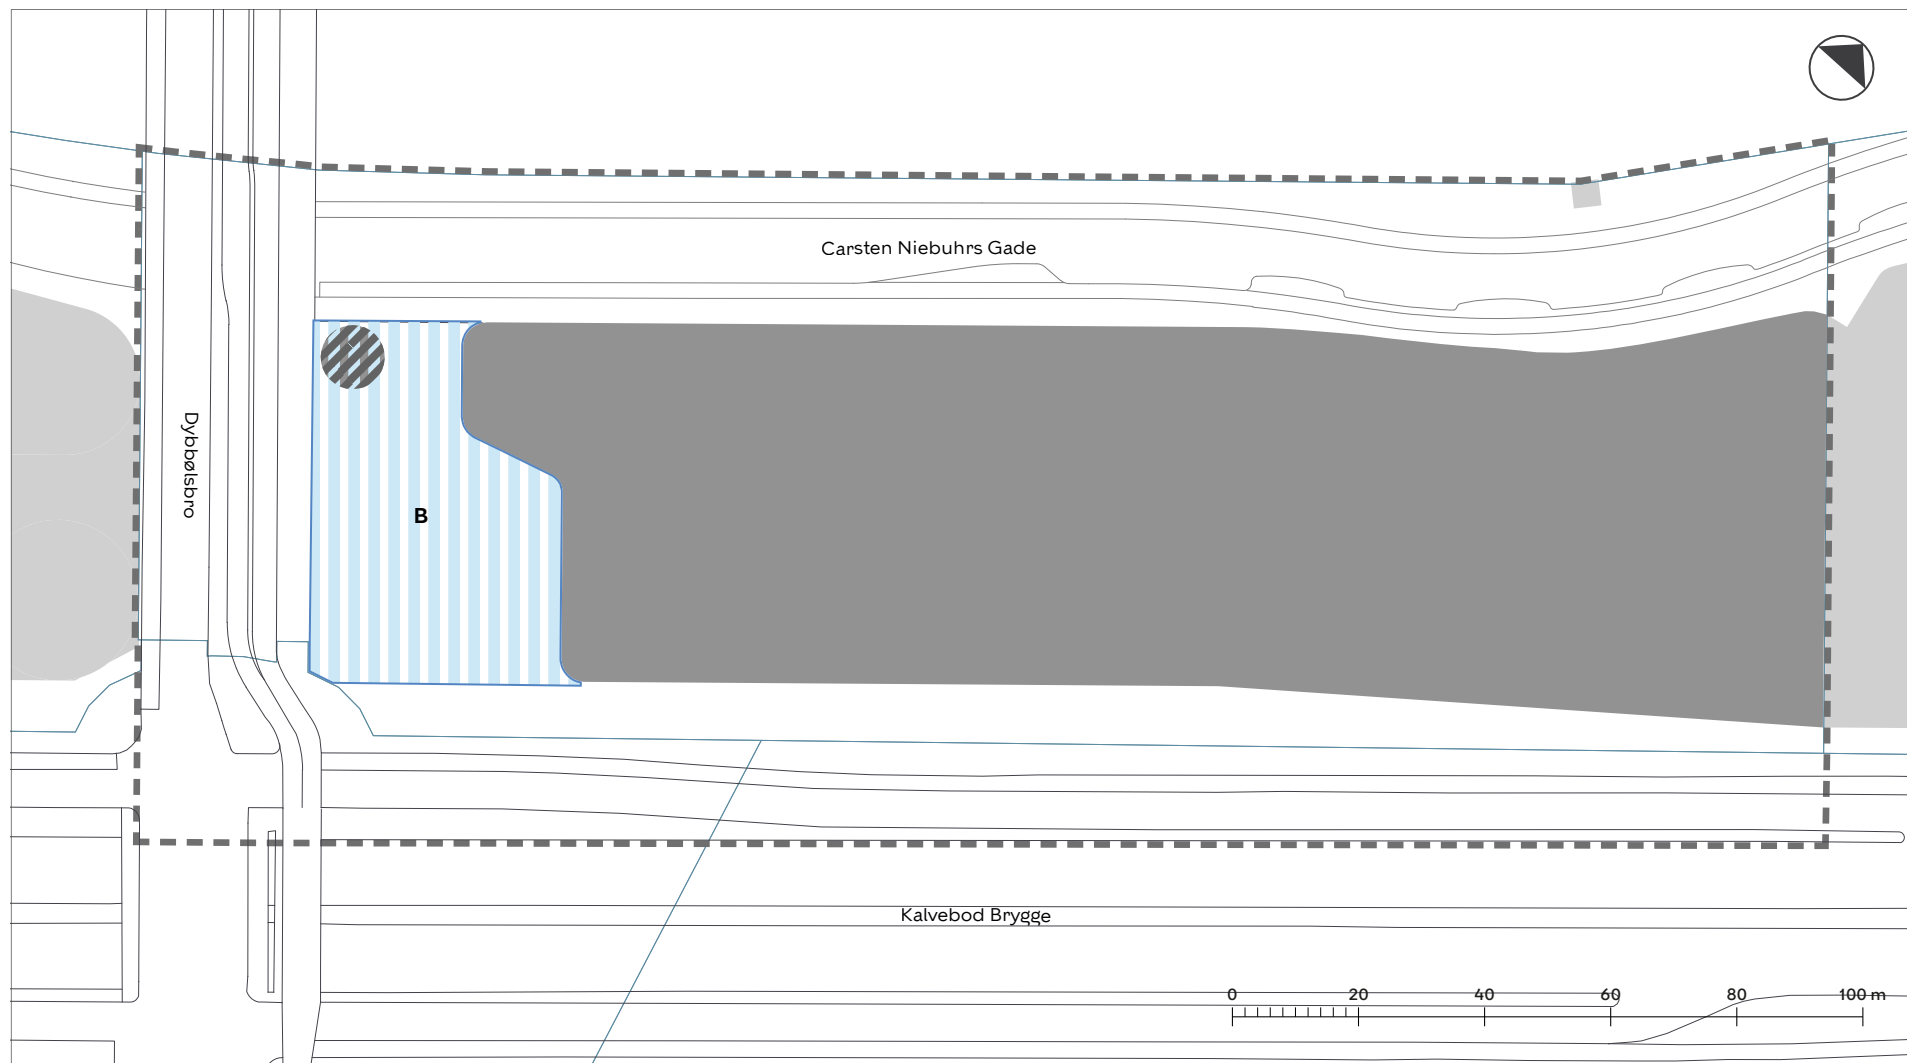 Carsten Niebuhrs Gade
Dybbølsbro
B
Kalvebod Brygge
0 20 40 60 80 100 m